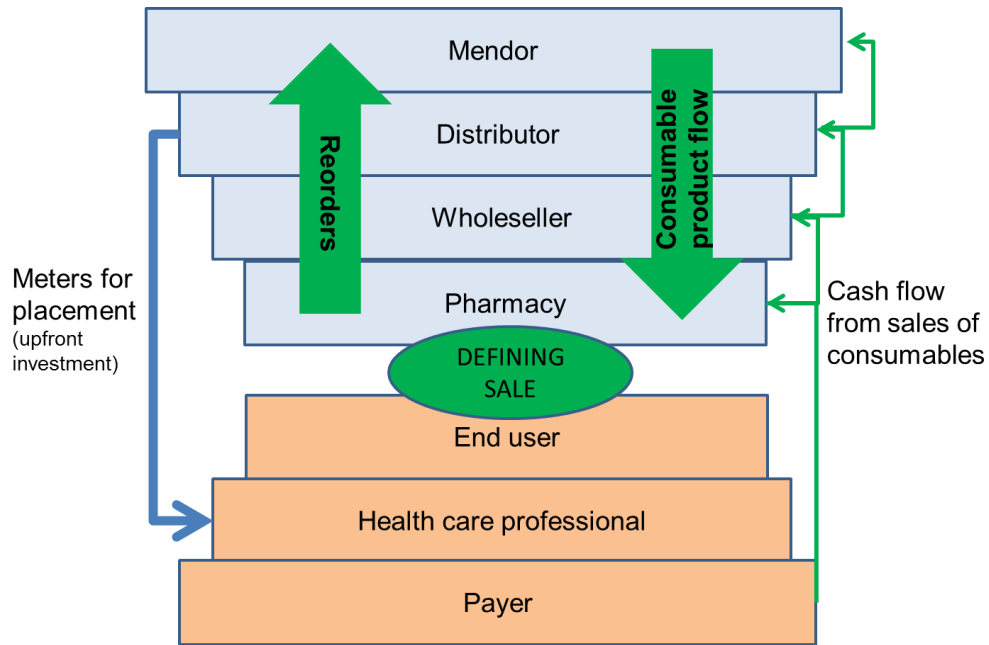 Mendor
Distributor
Wholeseller
Pharmacy
Reorders
Consumable
product flow
Meters for
placement
(upfront
investment)
Cash flow
from sales of
consumables
DEFINING
SALE
End user
Health care professional
Payer